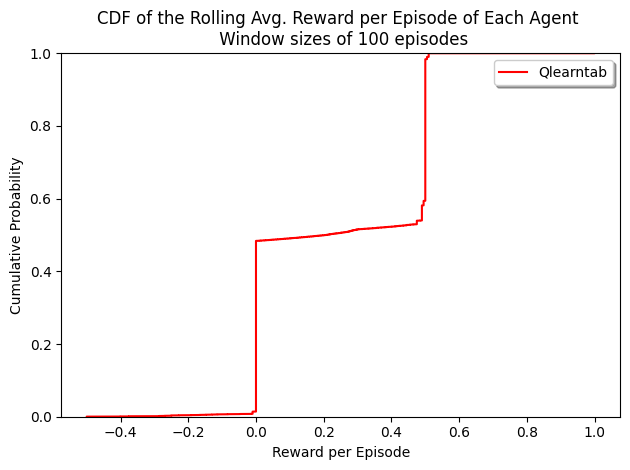 CDF of the Rolling Avg. Reward per Episode of Each Agent
Window sizes of 100 episodes
Qlearntab
Cumulative Probability
1.0
0.8
0.6
0.4
0.2
0.0
−0.4 −0.2 0.0 0.2 0.4 0.6 0.8 1.0
Reward per Episode